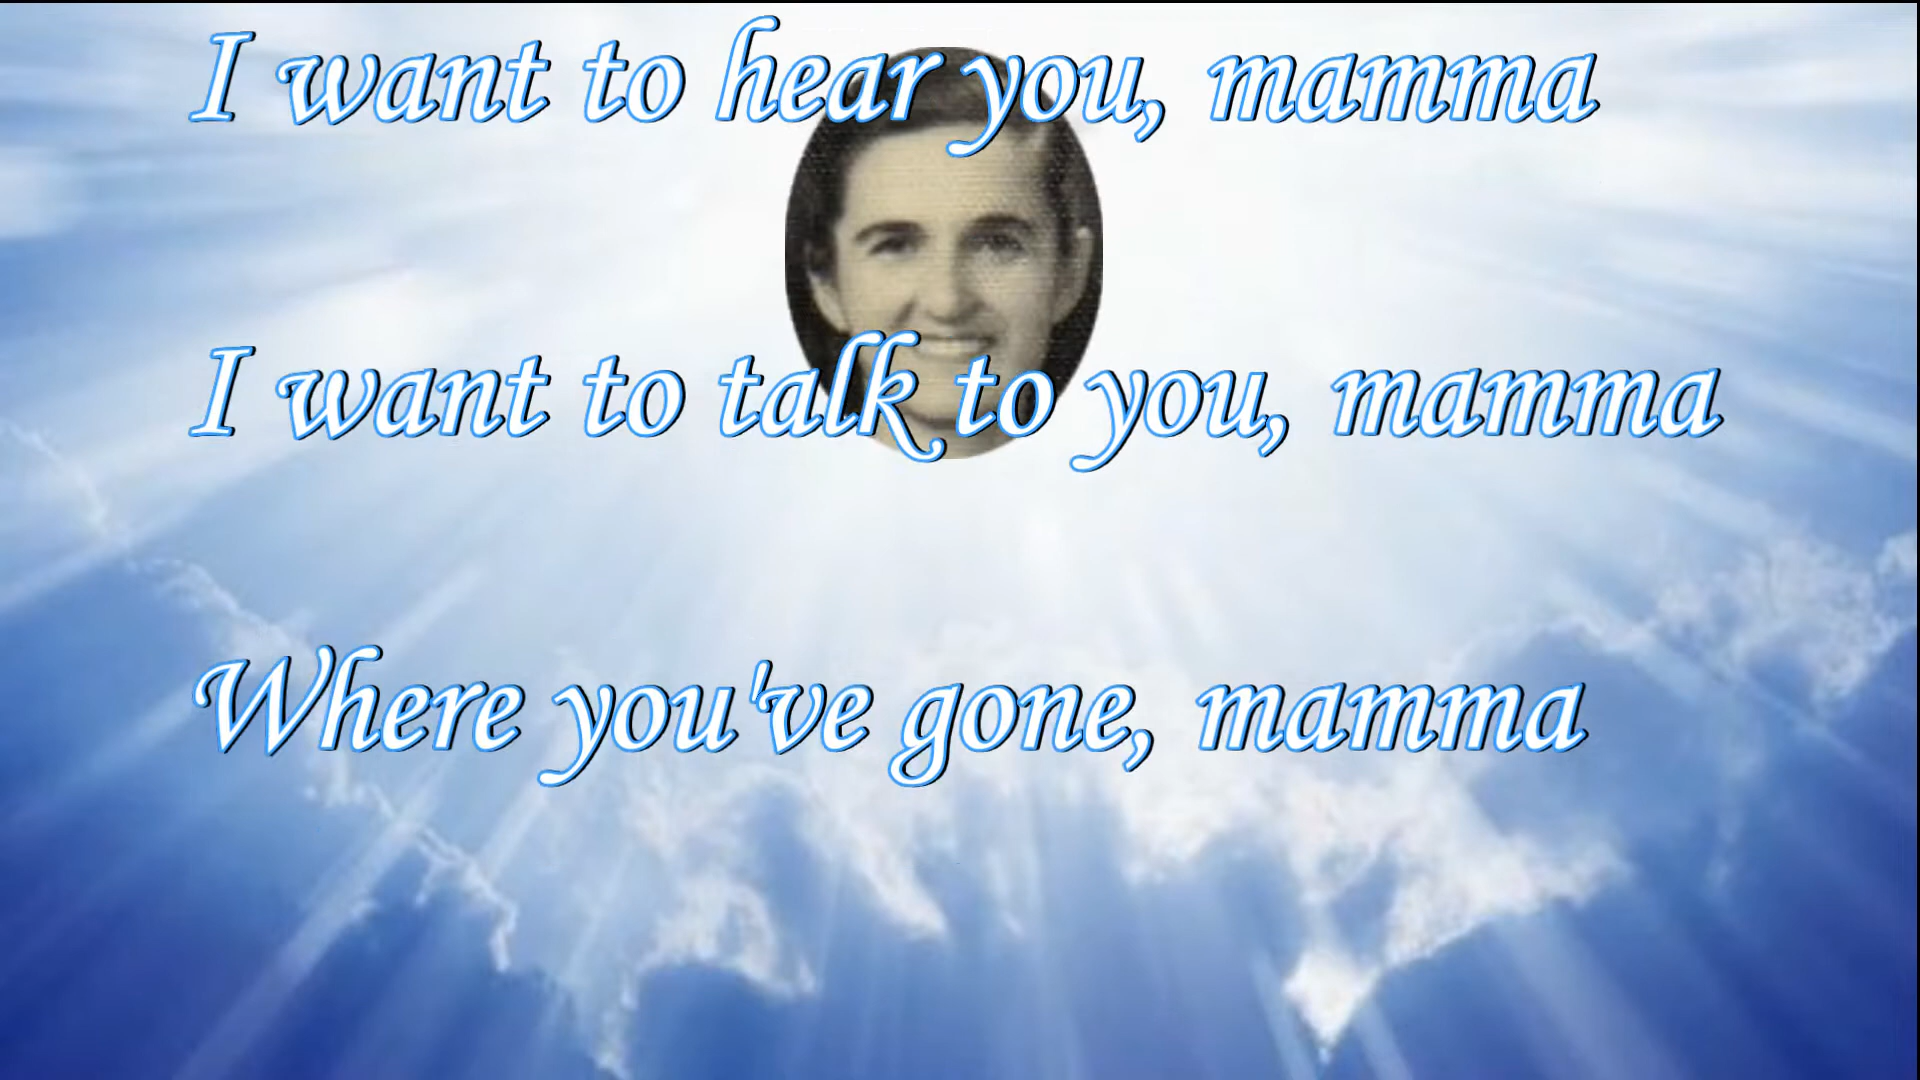 I want to hear you, mamma
I want to talk to you, mamma
Where you've gone, mamma